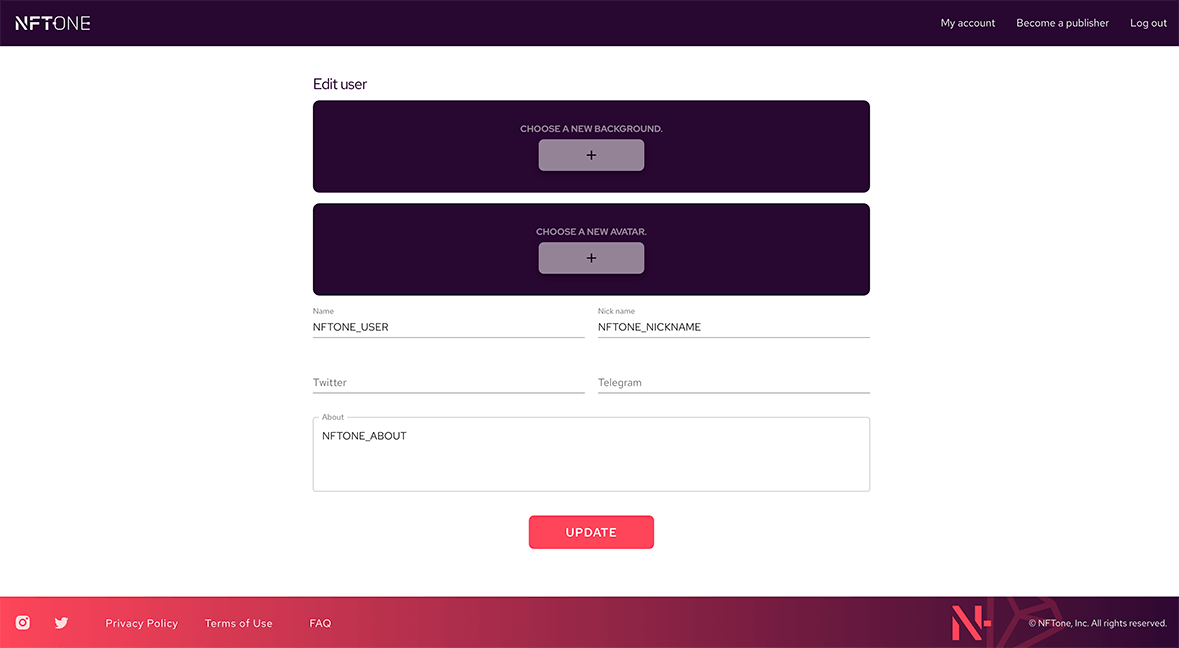 NFTONE
My account Become a publisher Log out
Edit user
CHOOSE A NEW BACKGROUND.
+
CHOOSE A NEW AVATAR.
+
Name Nick name
NFTONE_USER NFTONE_NICKNAME
Twitter Telegram
About
NFTONE_ABOUT
UPDATE
Privacy Policy Terms of Use FAQ
N
© NFTone, Inc. All rights reserved.